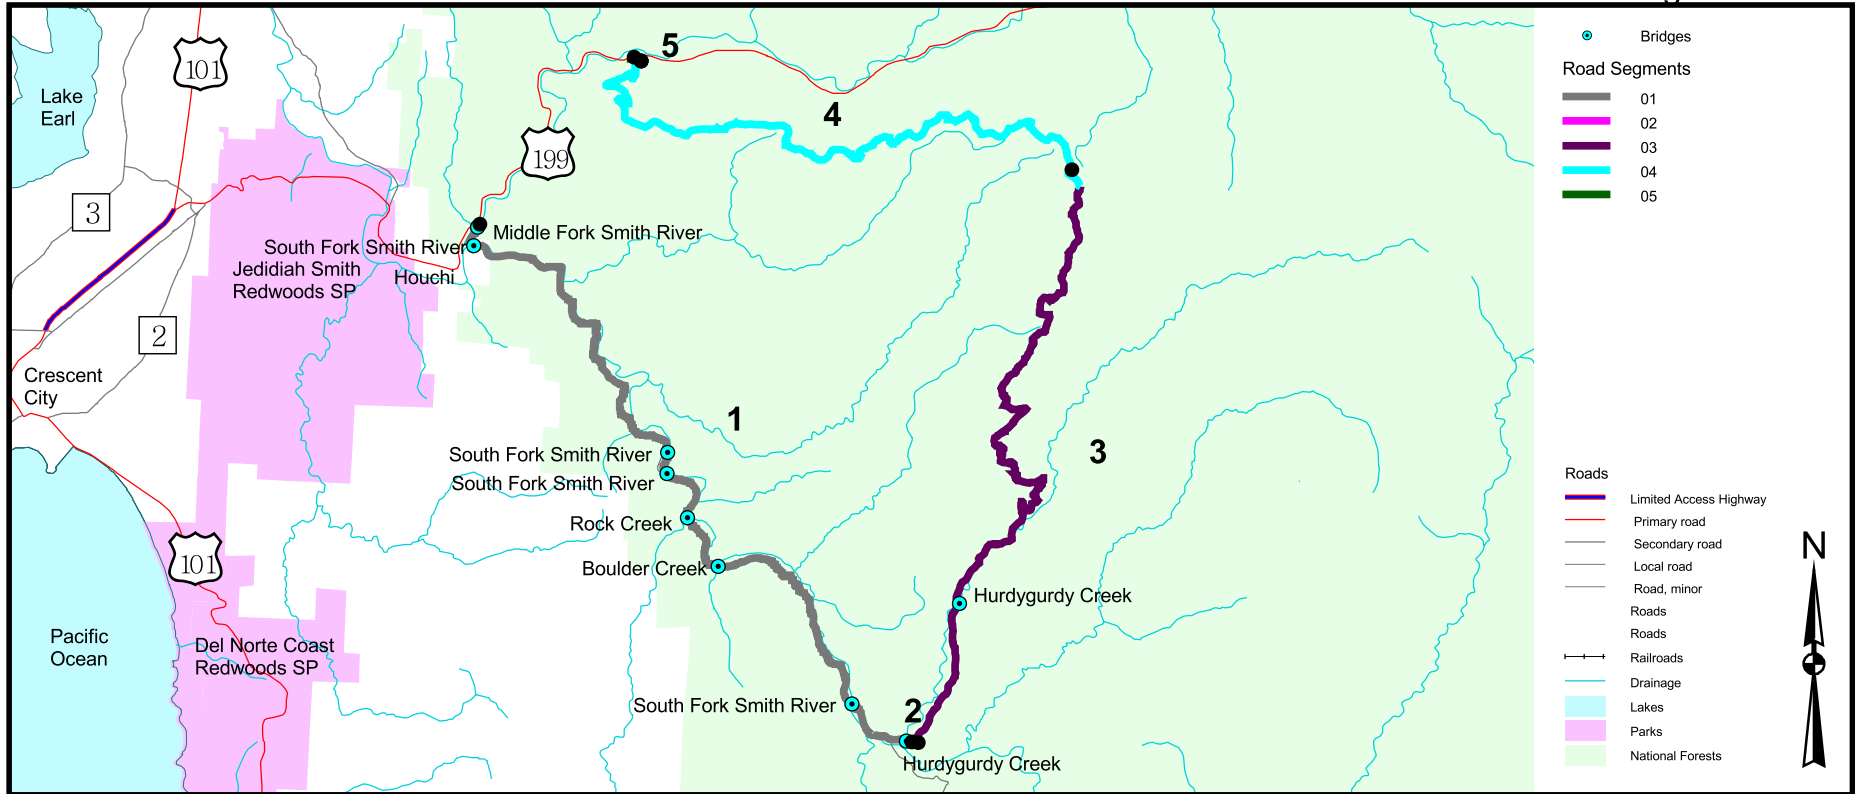 101
Lake
Earl
3
2
Crescent
City
Pacific
Ocean
101
Del Norte Coast
Redwoods SP
South Fork Smith River
Jedidiah Smith
Redwoods SP
Houchi
Middle Fork Smith River
199
5
4
1
3
2
South Fork Smith River
South Fork Smith River
Rock Creek
Boulder Creek
South Fork Smith River
Hurdygurdy Creek
Hurdygurdy Creek
Bridges
Road Segments
01
02
03
04
05
Roads
Limited Access Highway
Primary road
Secondary road
Local road
Road, minor
Roads
Roads
Railroads
Drainage
Lakes
Parks
National Forests
N